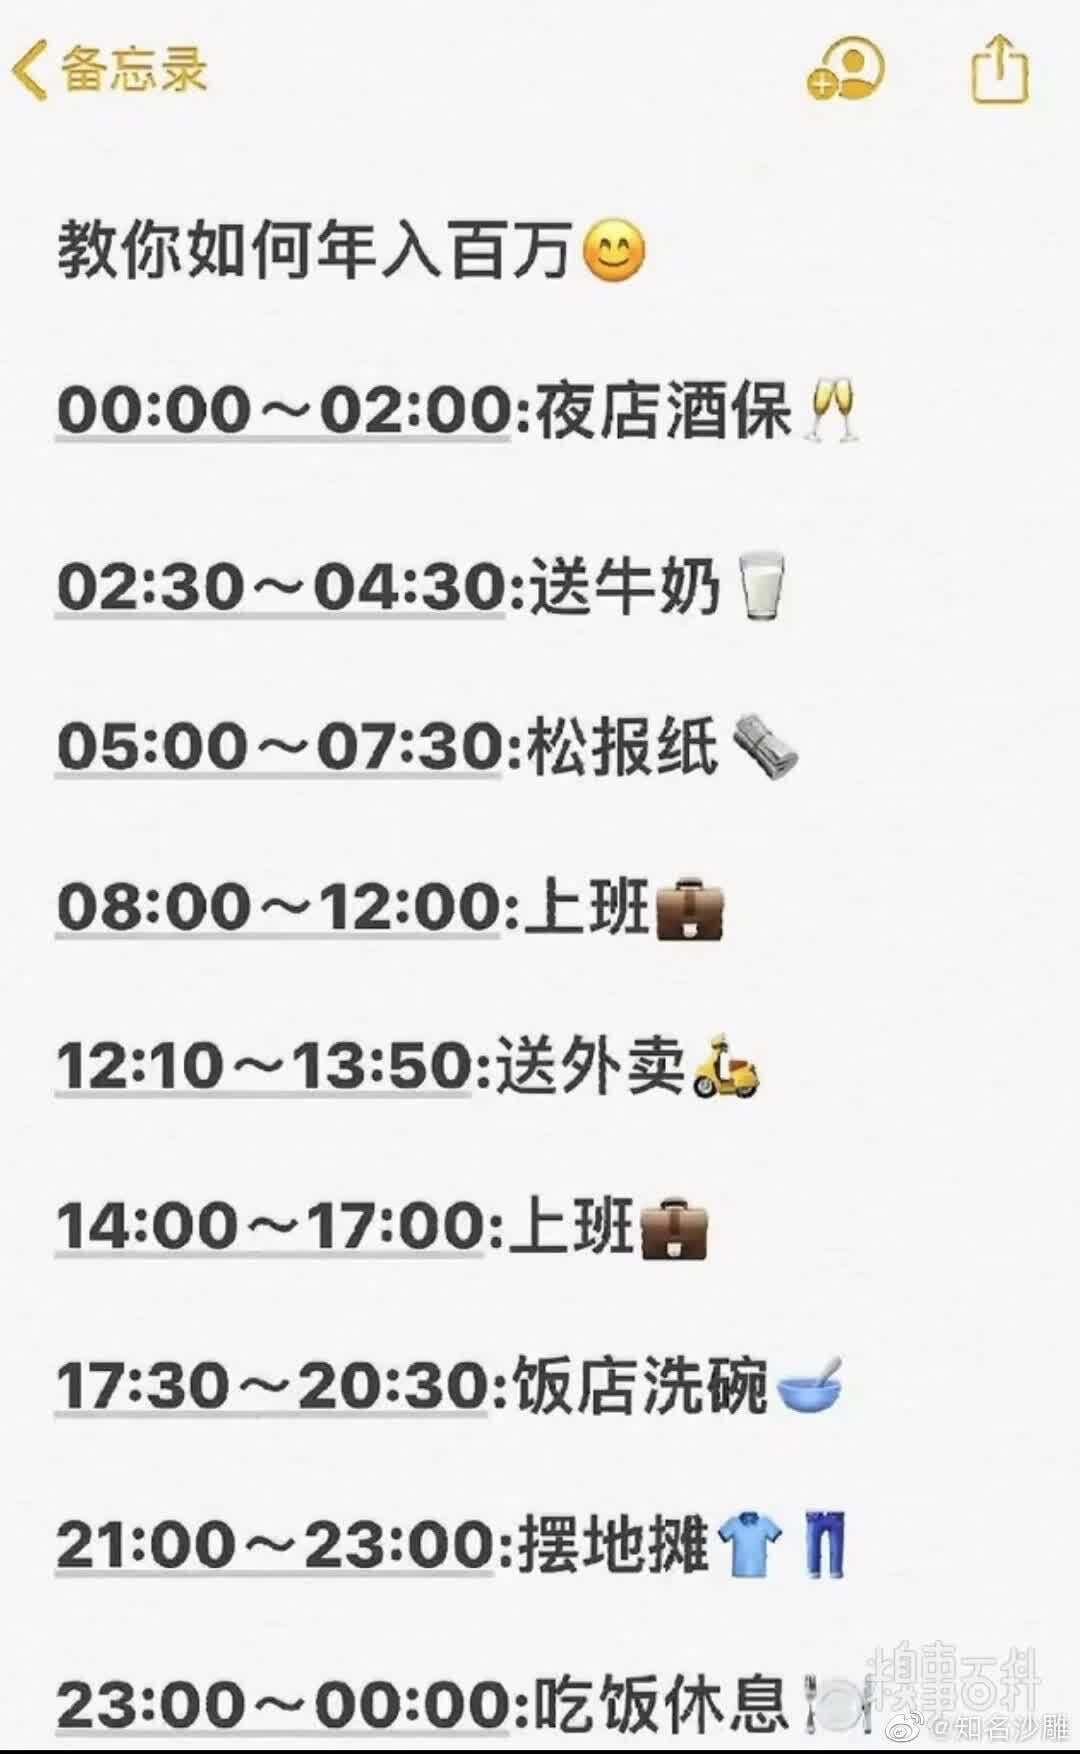 备忘录
教你如何年入百万😊
00:00～02:00:夜店酒保🥂
02:30～04:30:送牛奶🥛
05:00～07:30:松报纸🗞
08:00～12:00:上班💼
12:10～13:50:送外卖🛵
14:00～17:00:上班💼
17:30～20:30:饭店洗碗🥣
21:00～23:00:摆地摊👕👖
23:00～00:00:吃饭休息🍽
糗事百科
@知名沙雕